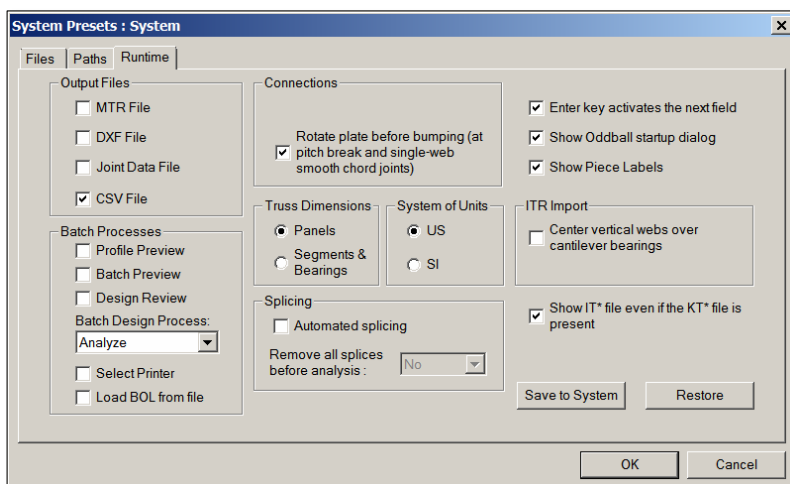 System Presets : System
Files
Paths
Runtime
Output Files
MTR File
DXF File
Joint Data File
CSV File
Batch Processes
Profile Preview
Batch Preview
Design Review
Batch Design Process:
Analyze
Select Printer
Load BOL from file
Connections
Rotate plate before bumping (at
pitch break and single-web
smooth chord joints)
Truss Dimensions
Panels
Segments &
Bearings
System of Units
US
SI
Splicing
Automated splicing
Remove all splices
before analysis :
No
Enter key activates the next field
Show Oddball startup dialog
Show Piece Labels
ITR Import
Center vertical webs over
cantilever bearings
Show IT* file even if the KT* file is
present
Save to System
Restore
OK
Cancel